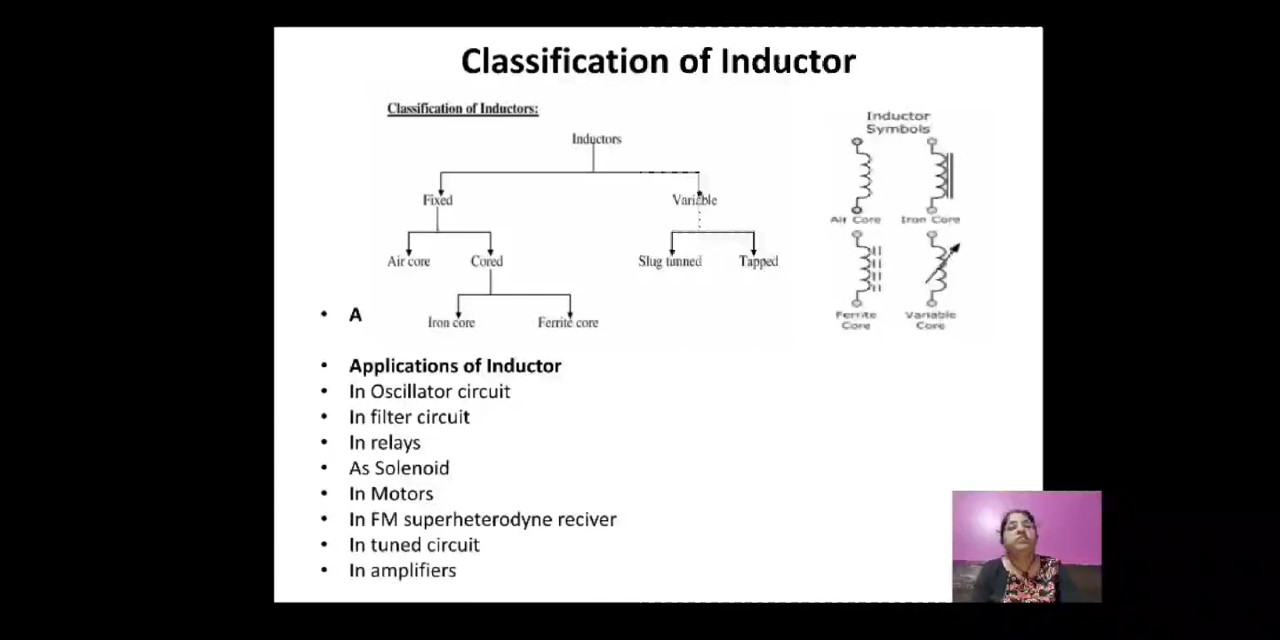 Classification of Inductor
Classification of Inductors:
Inductors
Fixed
Variable
Air core
Cored
Slug tunned
Tapped
Iron core
Ferrite core
Inductor
Symbols
Air Core
Iron Core
Ferrite
Core
Variable
Core
• A
• Applications of Inductor
• In Oscillator circuit
• In filter circuit
• In relays
• As Solenoid
• In Motors
• In FM superheterodyne reciver
• In tuned circuit
• In amplifiers